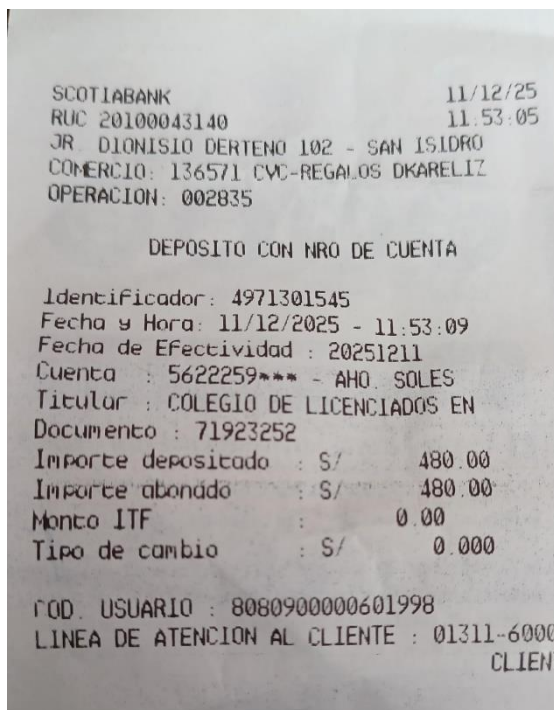 SCOTIABANK 11/12/25
RUC 20100043140 11:53:05
JR. DIONISIO DERTENO 102 - SAN ISIDRO
COMERCIO: 136571 CVC-REGALOS DKARELIZ
OPERACION: 002835
DEPOSITO CON NRO DE CUENTA
Identificador: 4971301545
Fecha y Hora: 11/12/2025 - 11:53:09
Fecha de Efectividad : 20251211
Cuenta : 5622259*** - AHO. SOLES
Titular : COLEGIO DE LICENCIADOS EN
Documento : 71923252
Importe depositado : S/ 480.00
Importe abonado : S/ 480.00
Monto ITF : 0.00
Tipo de cambio : S/ 0.000
COD. USUARIO : 8080900000601998
LINEA DE ATENCION AL CLIENTE : 01311-6000
CLIEN